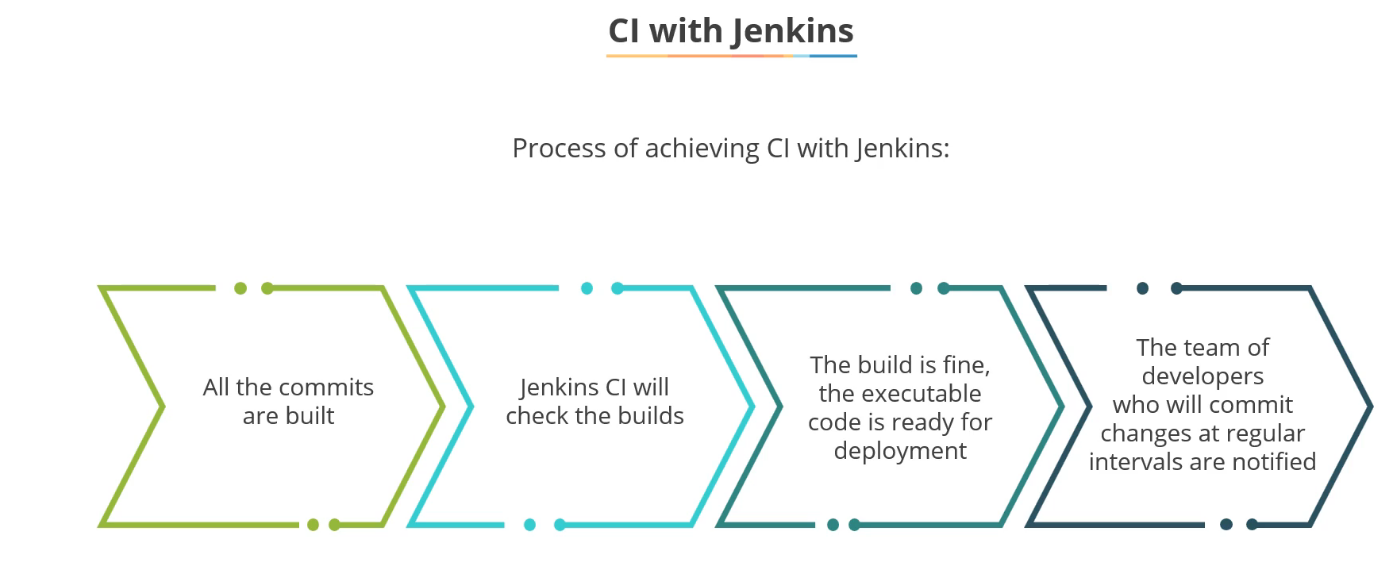 CI with Jenkins
Process of achieving CI with Jenkins:
All the commits
are built
Jenkins CI will
check the builds
The build is fine,
the executable
code is ready for
deployment
The team of
developers
who will commit
changes at regular
intervals are notified